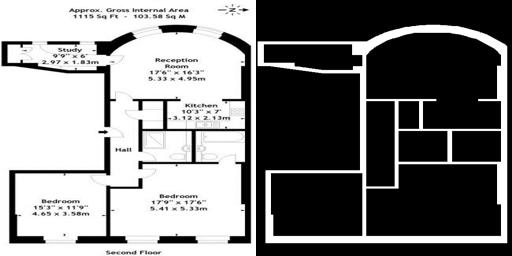 Approx. Gross Internal Area
1115 Sq Ft - 103.58 Sq M
Study
9'9" x 6'
2.97 x 1.83m
Reception
Room
17'6" x 16'3"
5.33 x 4.95m
Kitchen
10'3" x 7'
3.12 x 2.13m
Hall
Bedroom
15'3" x 11'9"
4.65 x 3.58m
Bedroom
17'9" x 17'6"
5.41 x 5.33m
Second Floor